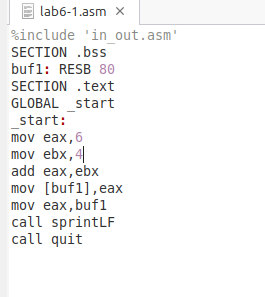 lab6-1.asm ×
%include 'in_out.asm'
SECTION .bss
buf1: RESB 80
SECTION .text
GLOBAL _start
_start:
mov eax,6
mov ebx,4
add eax,ebx
mov [buf1],eax
mov eax,buf1
call sprintLF
call quit